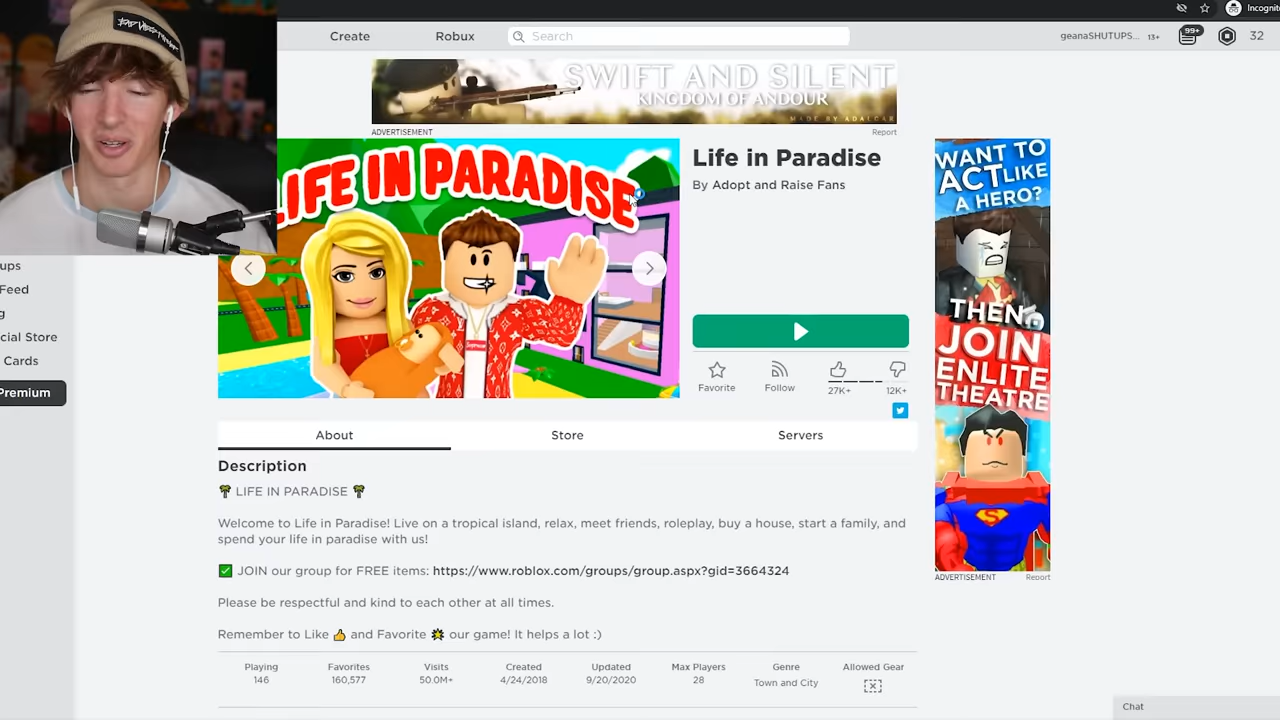 Incognito
Create
Robux
Search
geanaSHUTUPS... 13+
99+
32
SWIFT AND SILENT
KINGDOM OF ANDOUR
MADE BY ADALCAR
ADVERTISEMENT
Report
LIFE IN PARADISE
Life in Paradise
By Adopt and Raise Fans
Favorite
Follow
27K+
12K+
WANT TO
ACT LIKE
A HERO?
THEN
JOIN
ENLITE
THEATRE
ADVERTISEMENT
Report
ups
Feed
g
cial Store
Cards
Premium
About
Store
Servers
Description
🌴 LIFE IN PARADISE 🌴
Welcome to Life in Paradise! Live on a tropical island, relax, meet friends, roleplay, buy a house, start a family, and
spend your life in paradise with us!
✅ JOIN our group for FREE items: https://www.roblox.com/groups/group.aspx?gid=3664324
Please be respectful and kind to each other at all times.
Remember to Like 👍 and Favorite 🌟 our game! It helps a lot :)
Playing
146
Favorites
160,577
Visits
50.0M+
Created
4/24/2018
Updated
9/20/2020
Max Players
28
Genre
Town and City
Allowed Gear
Chat